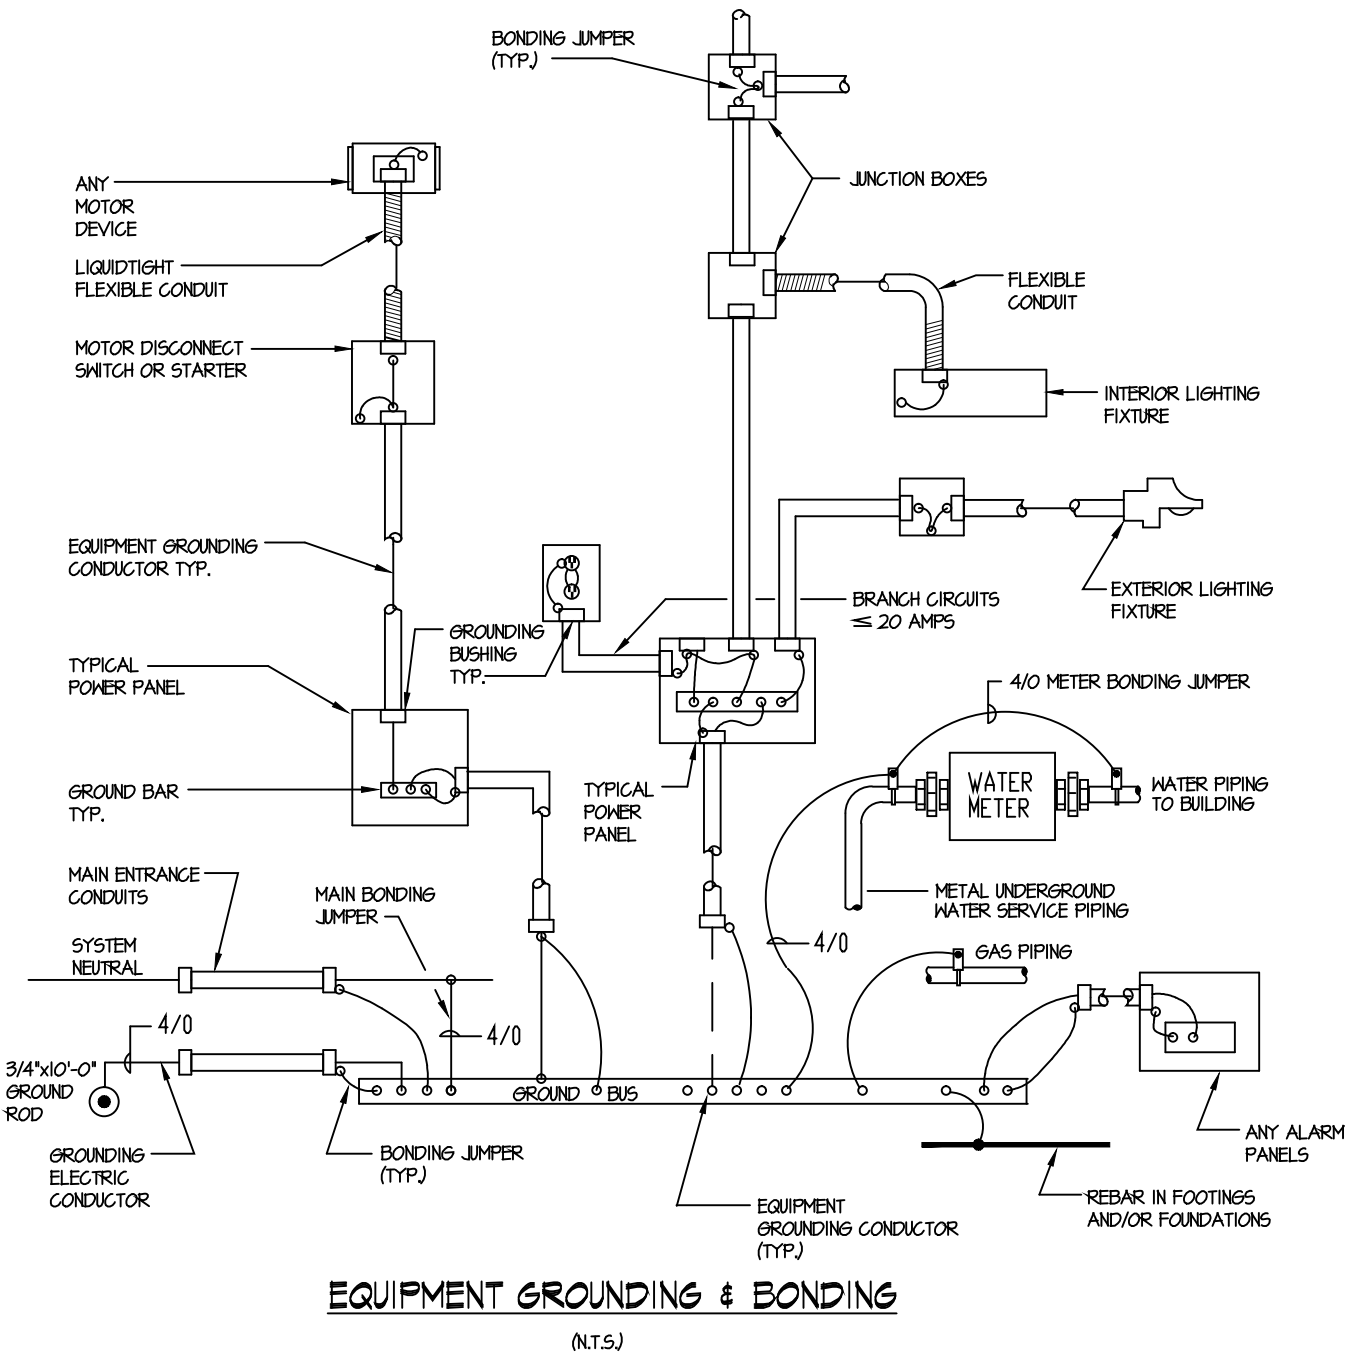 BONDING JUMPER
(TYP.)
ANY
MOTOR
DEVICE
JUNCTION BOXES
LIQUIDTIGHT
FLEXIBLE CONDUIT
FLEXIBLE
CONDUIT
MOTOR DISCONNECT
SWITCH OR STARTER
INTERIOR LIGHTING
FIXTURE
EQUIPMENT GROUNDING
CONDUCTOR TYP.
EXTERIOR LIGHTING
FIXTURE
BRANCH CIRCUITS
≤ 20 AMPS
GROUNDING
BUSHING
TYP.
TYPICAL
POWER PANEL
4/0 METER BONDING JUMPER
GROUND BAR
TYP.
TYPICAL
POWER
PANEL
WATER
METER
WATER PIPING
TO BUILDING
MAIN ENTRANCE
CONDUITS
MAIN BONDING
JUMPER
METAL UNDERGROUND
WATER SERVICE PIPING
SYSTEM
NEUTRAL
4/0
GAS PIPING
4/0
4/0
3/4"x10'-0"
GROUND
ROD
GROUND BUS
GROUNDING
ELECTRIC
CONDUCTOR
BONDING JUMPER
(TYP.)
ANY ALARM
PANELS
EQUIPMENT
GROUNDING CONDUCTOR
(TYP.)
REBAR IN FOOTINGS
AND/OR FOUNDATIONS
EQUIPMENT GROUNDING & BONDING
(N.T.S.)